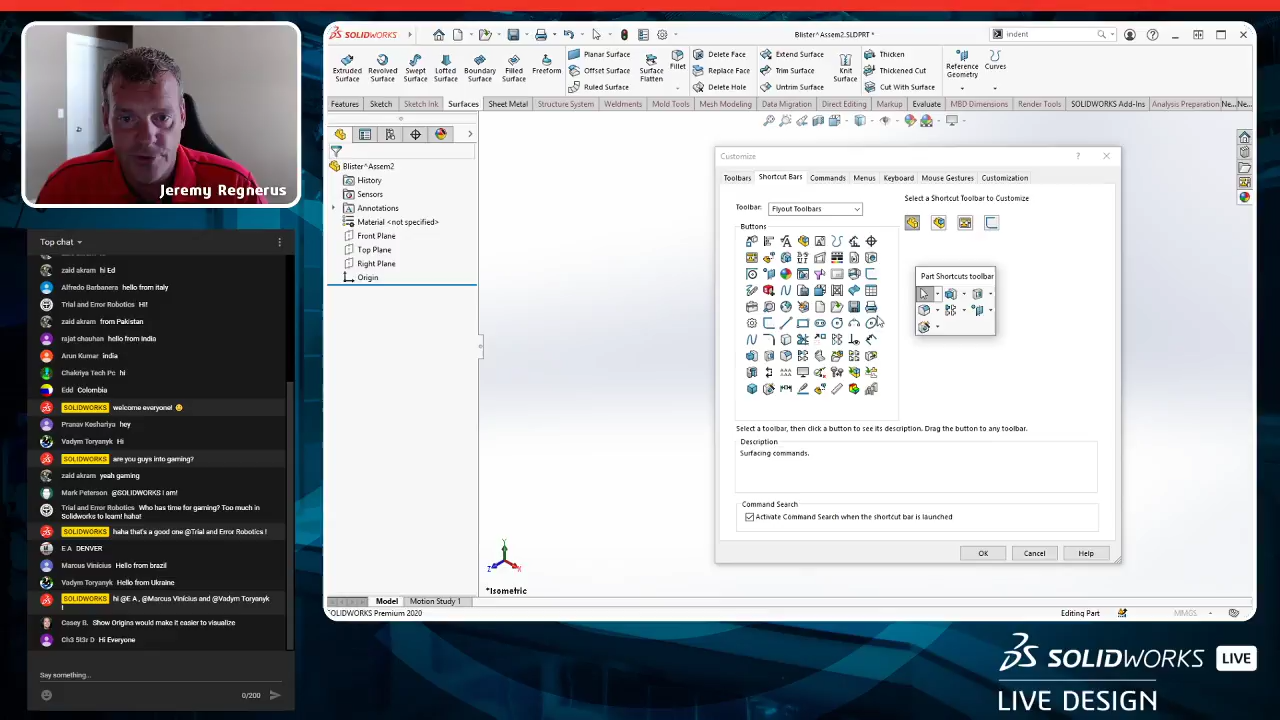 Jeremy Regnerus
Top chat
zaid akram hi Ed
Alfredo Barbanera hello from italy
Trial and Error Robotics HI!
zaid akram from Pakistan
rajat chauhan hello from India
Arun Kumar india
Chakriya Tech Pc hi
Edd Colombia
SOLIDWORKS welcome everyone!
Pranav Keshariya hey
Vadym Toryanyk Hi
SOLIDWORKS are you guys into gaming?
zaid akram yeah gaming
Mark Peterson @SOLIDWORKS I am!
Trial and Error Robotics Who has time for gaming? Too much in
Solidworks to learn! haha!
SOLIDWORKS haha that's a good one @Trial and Error Robotics !
E A DENVER
Marcus Vinícius Hello from brazil
Vadym Toryanyk Hello from Ukraine
SOLIDWORKS hi @E A , @Marcus Vinícius and @Vadym Toryanyk
!
Casey B. Show Origins would make it easier to visualize
Ch3 5t3r D Hi Everyone
Say something...
0/200
SOLIDWORKS
Blister^Assem2.SLDPRT *
indent
Extruded Surface
Revolved Surface
Swept Surface
Lofted Surface
Boundary Surface
Filled Surface
Freeform
Planar Surface
Offset Surface
Ruled Surface
Surface Flatten
Fillet
Delete Face
Replace Face
Delete Hole
Extend Surface
Trim Surface
Untrim Surface
Knit Surface
Thicken
Thickened Cut
Cut With Surface
Reference Geometry
Curves
Features Sketch Sketch Ink Surfaces Sheet Metal Structure System Weldments Mold Tools Mesh Modeling Data Migration Direct Editing Markup Evaluate MBD Dimensions Render Tools SOLIDWORKS Add-Ins Analysis Preparation Ne... Ne...
Blister^Assem2
History
Sensors
Annotations
Material <not specified>
Front Plane
Top Plane
Right Plane
Origin
Customize
Toolbars Shortcut Bars Commands Menus Keyboard Mouse Gestures Customization
Toolbar: Flyout Toolbars
Select a Shortcut Toolbar to Customize
Buttons
Part Shortcuts toolbar
Select a toolbar, then click a button to see its description. Drag the button to any toolbar.
Description
Surfacing commands.
Command Search
Activate Command Search when the shortcut bar is launched
OK Cancel Help
Y
Z X
*Isometric
Model Motion Study 1
SOLIDWORKS Premium 2020
Editing Part
MMGS
SOLIDWORKS LIVE
LIVE DESIGN